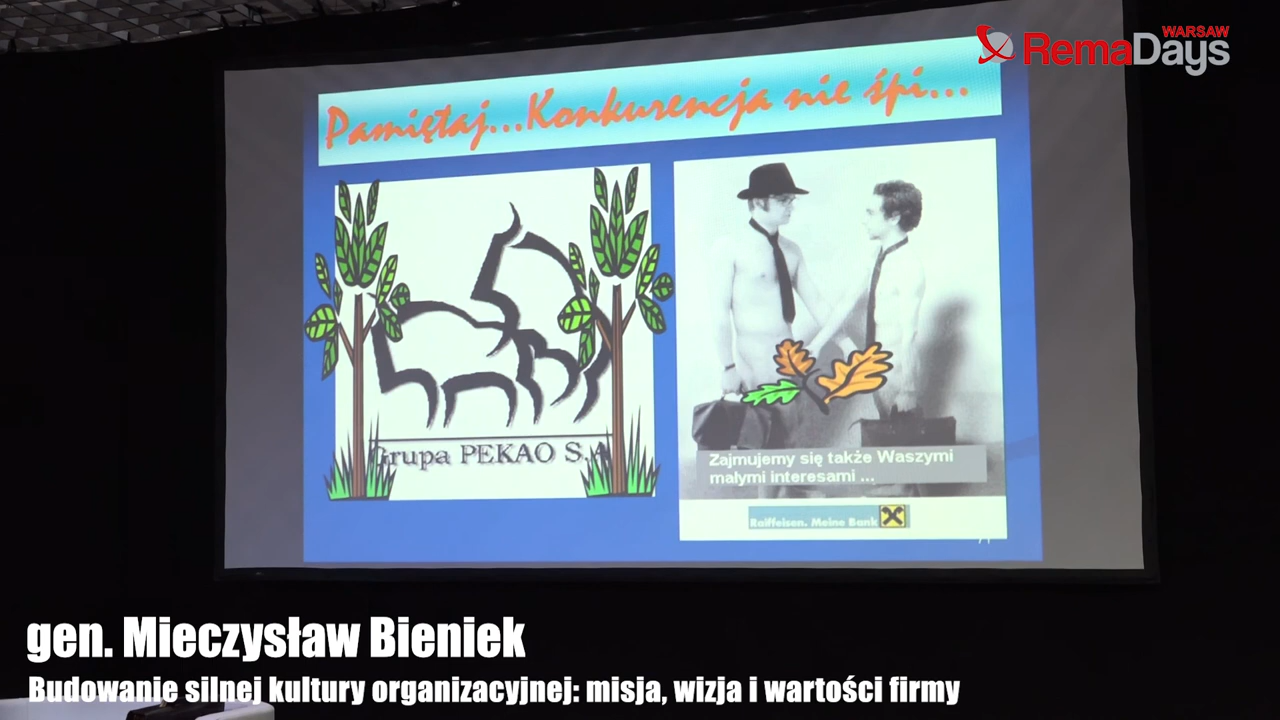 WARSAW
RemaDays
Pamiętaj...Konkurencja nie śpi...
Grupa PEKAO S.A
Zajmujemy się także Waszymi
małymi interesami ...
Raiffeisen. Meine Bank
71
gen. Mieczysław Bieniek
Budowanie silnej kultury organizacyjnej: misja, wizja i wartości firmy